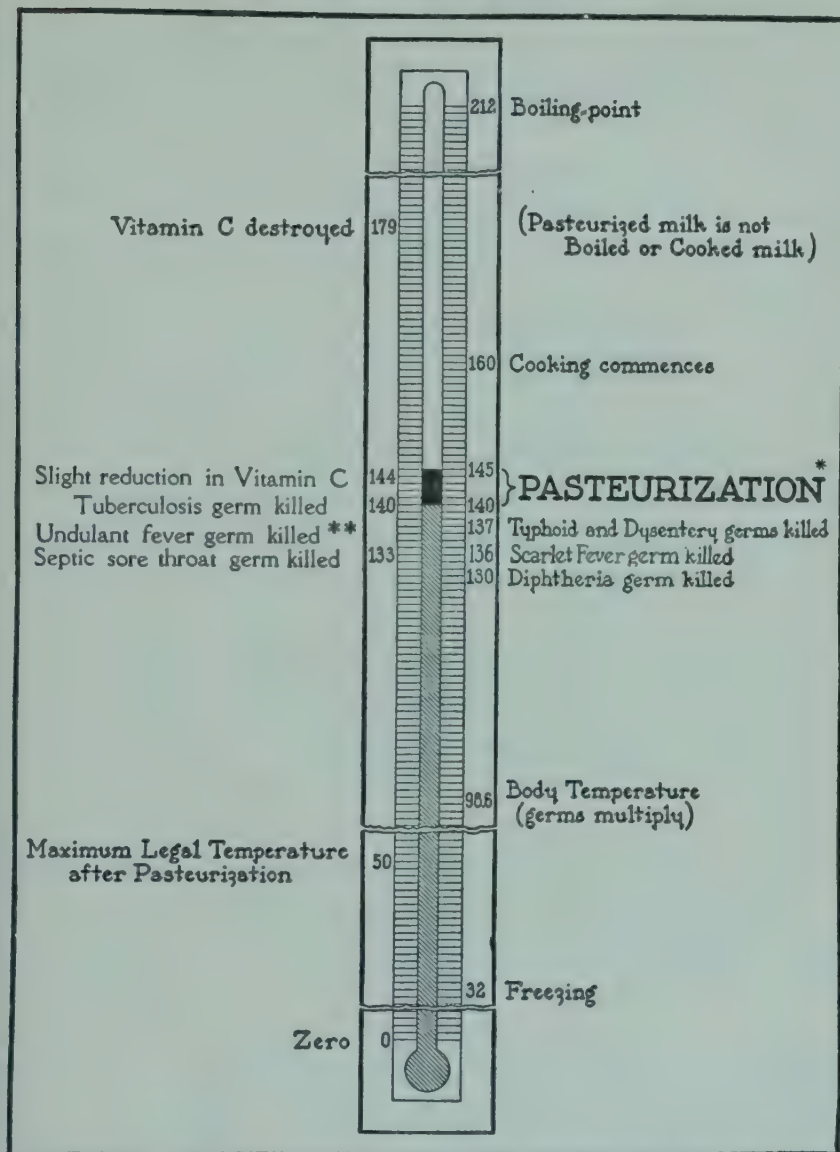 212 Boiling-point
Vitamin C destroyed 179 (Pasteurized milk is not
Boiled or Cooked milk)
160 Cooking commences
Slight reduction in Vitamin C 144 145
Tuberculosis germ killed 140 140 } PASTEURIZATION*
Undulant fever germ killed ** 137 Typhoid and Dysentery germs killed
Septic sore throat germ killed 133 136 Scarlet Fever germ killed
130 Diphtheria germ killed
98.6 Body Temperature
(germs multiply)
Maximum Legal Temperature
after Pasteurization 50
32 Freezing
Zero 0